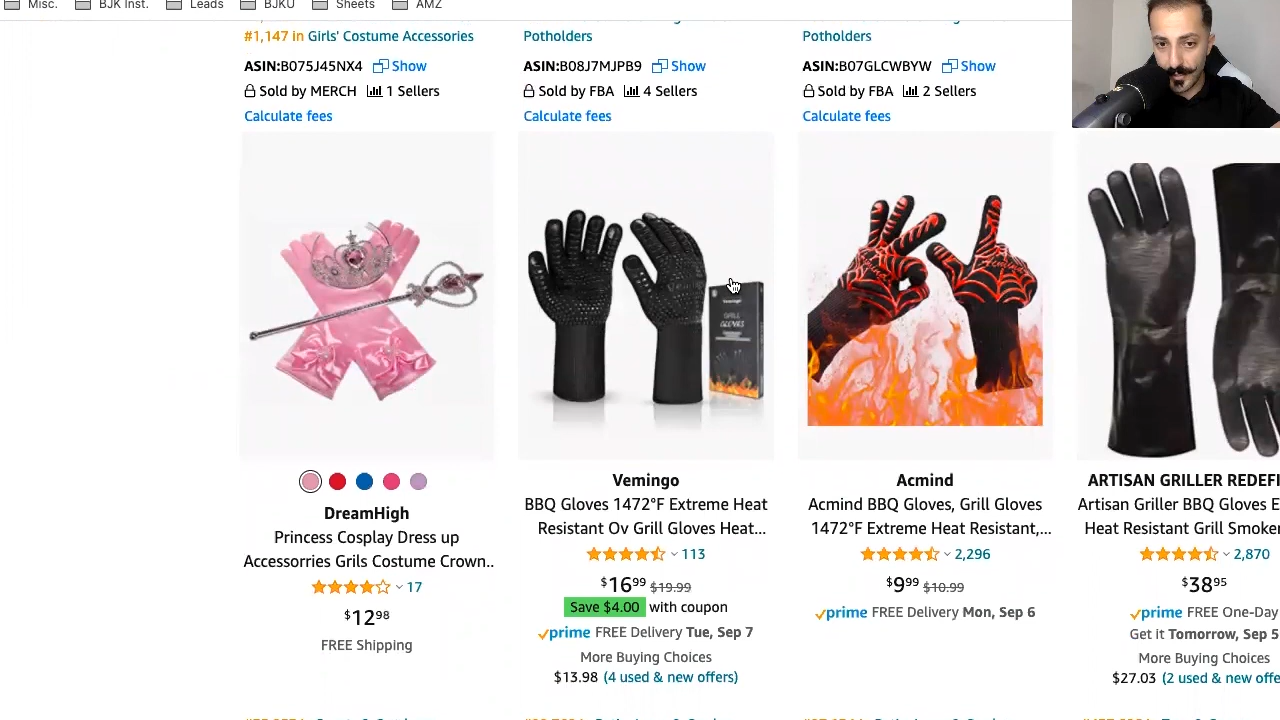 Misc. BJK Inst. Leads BJKU Sheets AMZ
#1,147 in Girls' Costume Accessories
ASIN:B075J45NX4 Show
Sold by MERCH 1 Sellers
Calculate fees
DreamHigh
Princess Cosplay Dress up
Accessorries Grils Costume Crown..
17
$12.98
FREE Shipping
Potholders
ASIN:B08J7MJPB9 Show
Sold by FBA 4 Sellers
Calculate fees
GRILL
GLOVES
Vemingo
BBQ Gloves 1472°F Extreme Heat
Resistant Ov Grill Gloves Heat...
113
$16.99 $19.99
Save $4.00 with coupon
prime FREE Delivery Tue, Sep 7
More Buying Choices
$13.98 (4 used & new offers)
Potholders
ASIN:B07GLCWBYW Show
Sold by FBA 2 Sellers
Calculate fees
Acmind
Acmind BBQ Gloves, Grill Gloves
1472°F Extreme Heat Resistant,...
2,296
$9.99 $10.99
prime FREE Delivery Mon, Sep 6
ARTISAN GRILLER REDEFI
Artisan Griller BBQ Gloves E
Heat Resistant Grill Smoker
2,870
$38.95
prime FREE One-Day
Get it Tomorrow, Sep 5
More Buying Choices
$27.03 (2 used & new offe